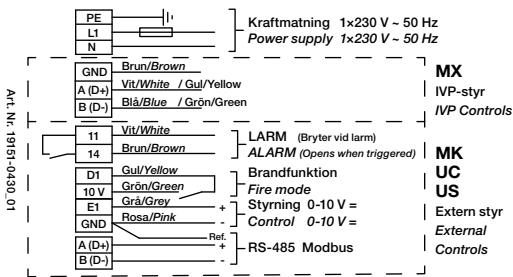 PE
L1
N
Kraftmatning 1×230 V ~ 50 Hz
Power supply 1×230 V ~ 50 Hz
GND Brun/Brown
A (D+) Vit/White / Gul/Yellow
B (D-) Blå/Blue / Grön/Green
MX
IVP-styr
IVP Controls
Art. Nr. 19151-0430_01
11 Vit/White
14 Brun/Brown
LARM (Bryter vid larm)
ALARM (Opens when triggered)
D1 Gul/Yellow
10 V Grön/Green
Brandfunktion
Fire mode
E1 Grå/Grey +
GND Rosa/Pink -
Styrning 0-10 V =
Control 0-10 V =
Ref.
A (D+) +
B (D-) -
RS-485 Modbus
MK
UC
US
Extern styr
External
Controls